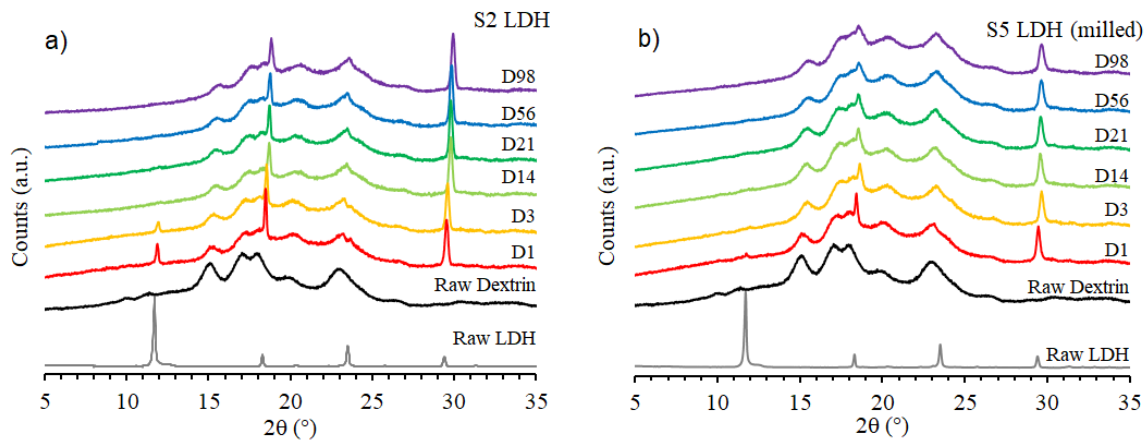 a)
S2 LDH
D98
D56
D21
D14
D3
D1
Raw Dextrin
Raw LDH
Counts (a.u.)
5 10 15 20 25 30 35
2θ (°)
b)
S5 LDH (milled)
D98
D56
D21
D14
D3
D1
Raw Dextrin
Raw LDH
Counts (a.u.)
5 10 15 20 25 30 35
2θ (°)